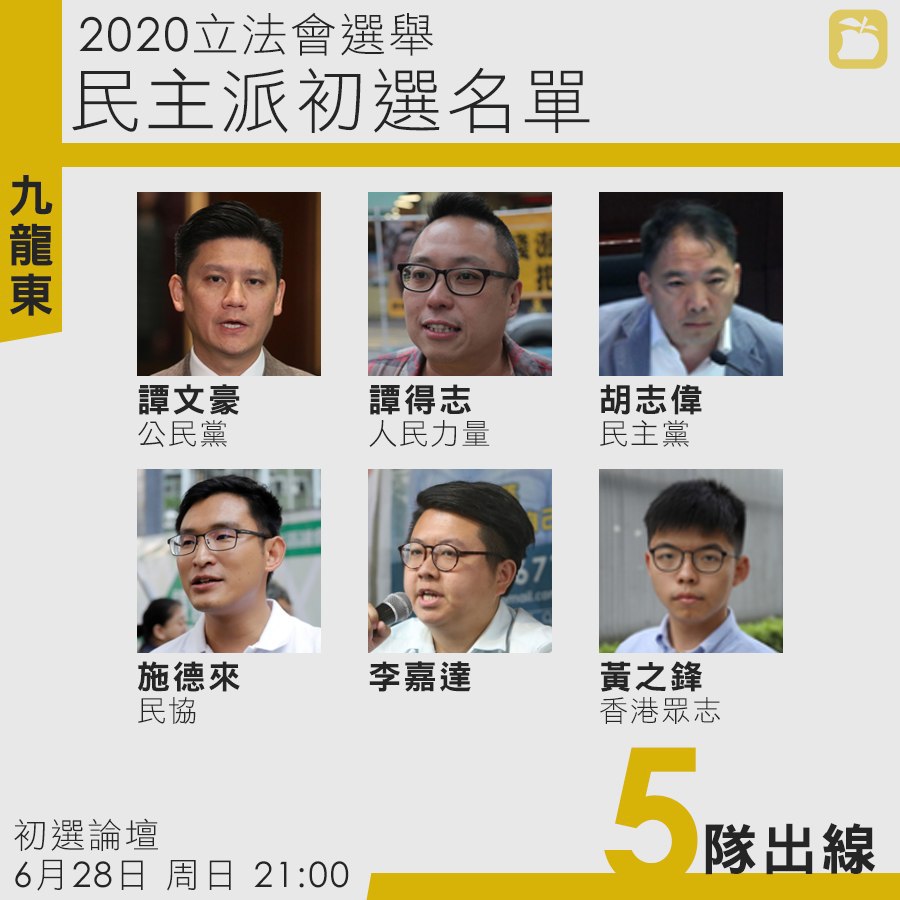 2020立法會選舉
民主派初選名單
九龍東
譚文豪
公民黨
譚得志
人民力量
胡志偉
民主黨
施德來
民協
李嘉達
黃之鋒
香港眾志
初選論壇
6月28日 周日 21:00
5隊出線